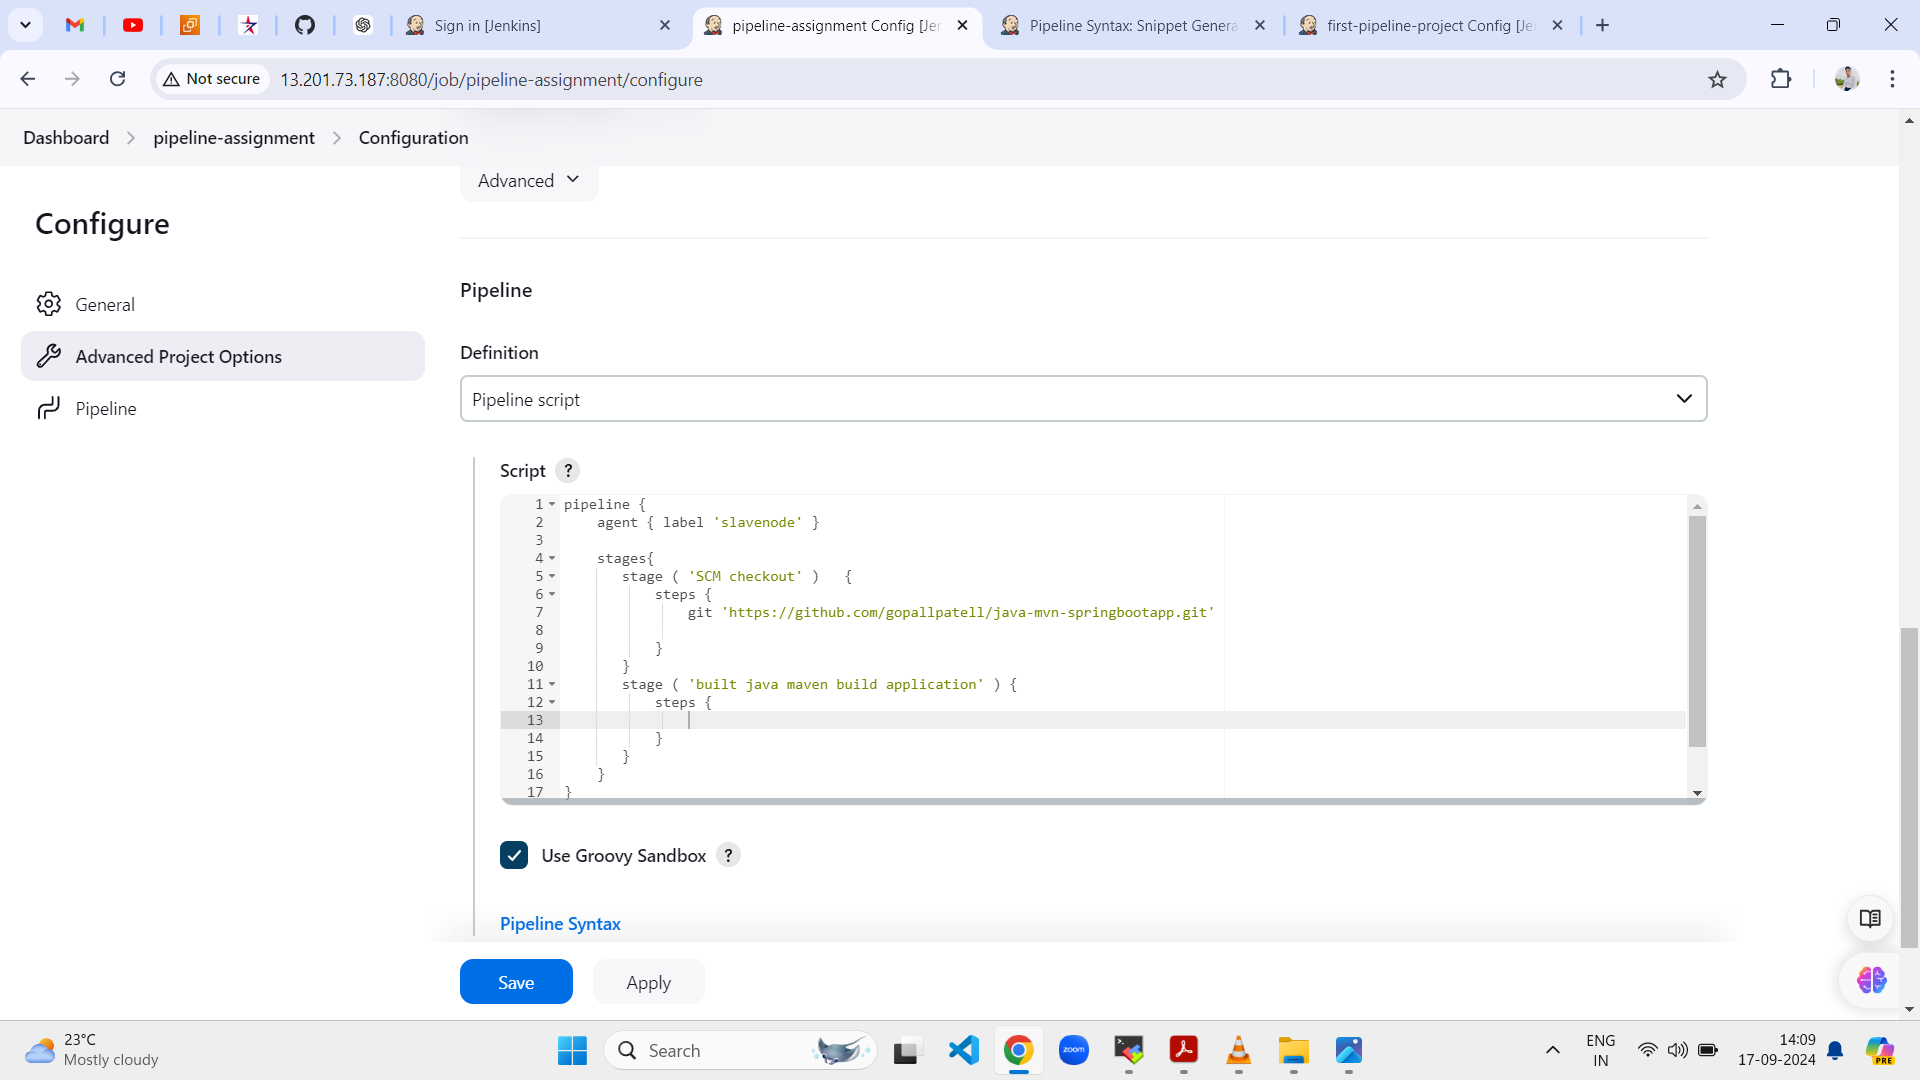 Sign in [Jenkins]
pipeline-assignment Config [Jer
Pipeline Syntax: Snippet Genera
first-pipeline-project Config [Je
Not secure
13.201.73.187:8080/job/pipeline-assignment/configure
Dashboard
pipeline-assignment
Configuration
Advanced
Configure
General
Advanced Project Options
Pipeline
Pipeline
Definition
Pipeline script
Script ?
1 pipeline {
2 agent { label 'slavenode' }
3
4 stages{
5 stage ( 'SCM checkout' ) {
6 steps {
7 git 'https://github.com/gopallpatell/java-mvn-springbootapp.git'
8
9 }
10 }
11 stage ( 'built java maven build application' ) {
12 steps {
13
14 }
15 }
16 }
17 }
Use Groovy Sandbox ?
Pipeline Syntax
Save
Apply
23°C
Mostly cloudy
Search
zoom
ENG
IN
14:09
17-09-2024
PRE